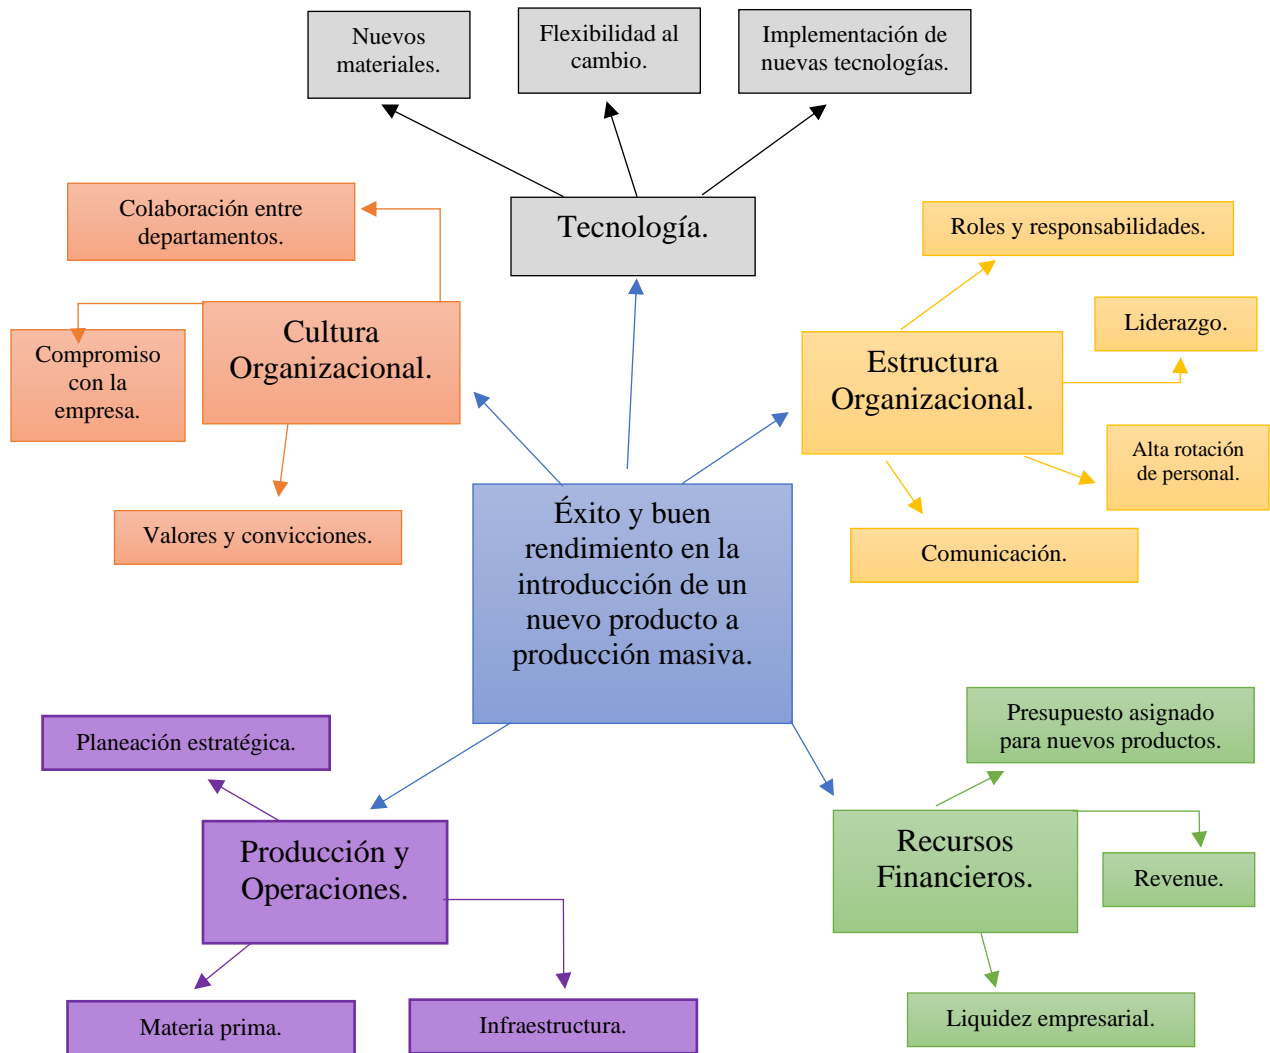 Nuevos
materiales.
Flexibilidad al
cambio.
Implementación de
nuevas tecnologías.
Tecnología.
Colaboración entre
departamentos.
Cultura
Organizacional.
Compromiso
con la
empresa.
Valores y convicciones.
Roles y responsabilidades.
Liderazgo.
Estructura
Organizacional.
Alta rotación
de personal.
Comunicación.
Éxito y buen
rendimiento en la
introducción de un
nuevo producto a
producción masiva.
Planeación estratégica.
Producción y
Operaciones.
Materia prima.
Infraestructura.
Presupuesto asignado
para nuevos productos.
Recursos
Financieros.
Revenue.
Liquidez empresarial.